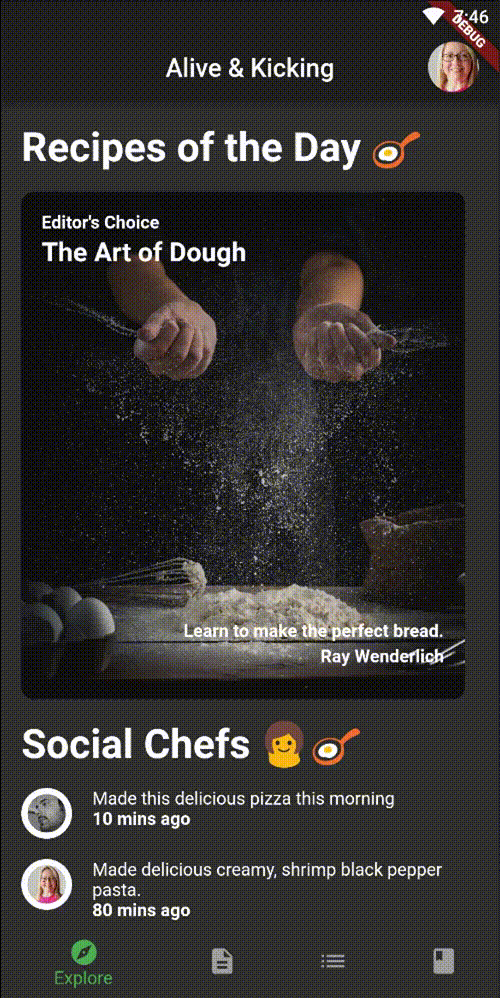 7:46
DEBUG
Alive & Kicking
Recipes of the Day 🍳
Editor's Choice
The Art of Dough
Learn to make the perfect bread.
Ray Wenderlich
Social Chefs 👩🍳
Made this delicious pizza this morning
10 mins ago
Made delicious creamy, shrimp black pepper
pasta.
80 mins ago
Explore